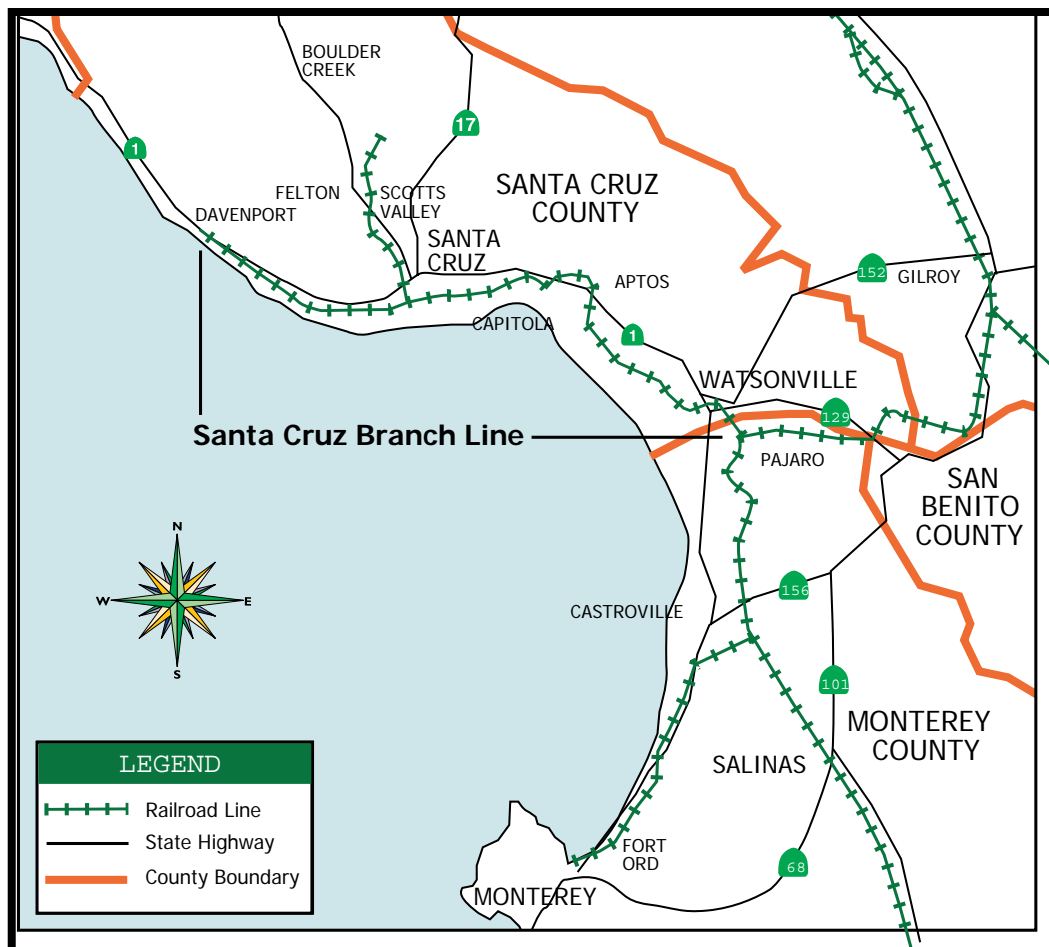 BOULDER
CREEK
17
1
FELTON
SCOTTS
VALLEY
SANTA CRUZ
COUNTY
DAVENPORT
SANTA
CRUZ
152
GILROY
APTOS
CAPITOLA
1
WATSONVILLE
129
Santa Cruz Branch Line
PAJARO
SAN
BENITO
COUNTY
N
W
E
S
156
CASTROVILLE
101
MONTEREY
COUNTY
SALINAS
LEGEND
Railroad Line
State Highway
County Boundary
FORT
ORD
68
MONTEREY